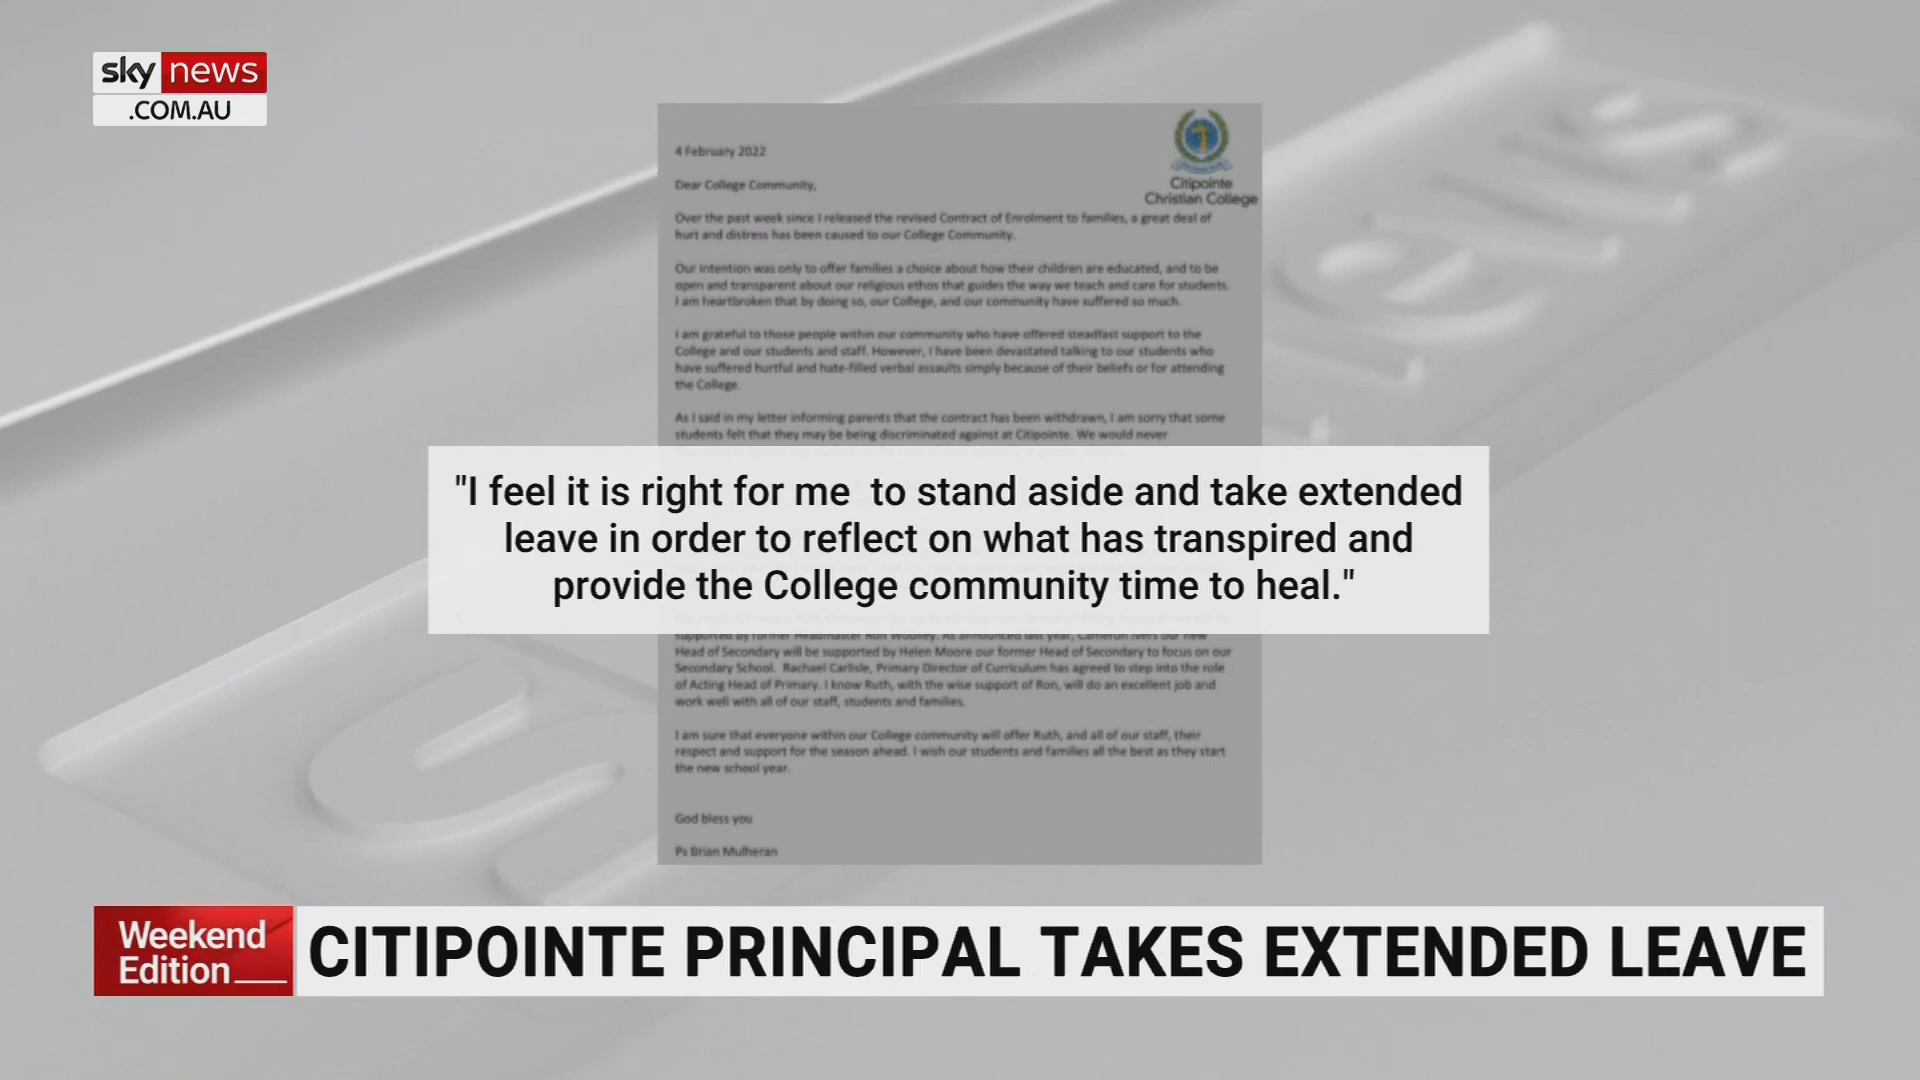 sky news
.COM.AU
4 February 2022
Citipointe
Christian College
Dear College Community,
Over the past week since I released the revised Contract of Enrolment to families, a great deal of
hurt and distress has been caused to our College Community.
Our intention was only to offer families a choice about how their children are educated, and to be
open and transparent about our religious ethos that guides the way we teach and care for students.
I am heartbroken that by doing so, our College, and our community have suffered so much.
I am grateful to those people within our community who have offered steadfast support to the
College and our students and staff. However, I have been devastated talking to our students who
have suffered hurtful and hate-filled verbal assaults simply because of their beliefs or for attending
the College.
As I said in my letter informing parents that the contract has been withdrawn, I am sorry that some
students felt that they may be being discriminated against at Citipointe. We would never
"I feel it is right for me  to stand aside and take extended
leave in order to reflect on what has transpired and
provide the College community time to heal."
supported by former Headmaster Ron Woolley. As announced last year, Cameron Ivers our new
Head of Secondary will be supported by Helen Moore our former Head of Secondary to focus on our
Secondary School. Rachael Carlisle, Primary Director of Curriculum has agreed to step into the role
of Acting Head of Primary. I know Ruth, with the wise support of Ron, will do an excellent job and
work well with all of our staff, students and families.
I am sure that everyone within our College community will offer Ruth, and all of our staff, their
respect and support for the season ahead. I wish our students and families all the best as they start
the new school year.
God bless you
Ps Brian Mulheran
Weekend
Edition
CITIPOINTE PRINCIPAL TAKES EXTENDED LEAVE